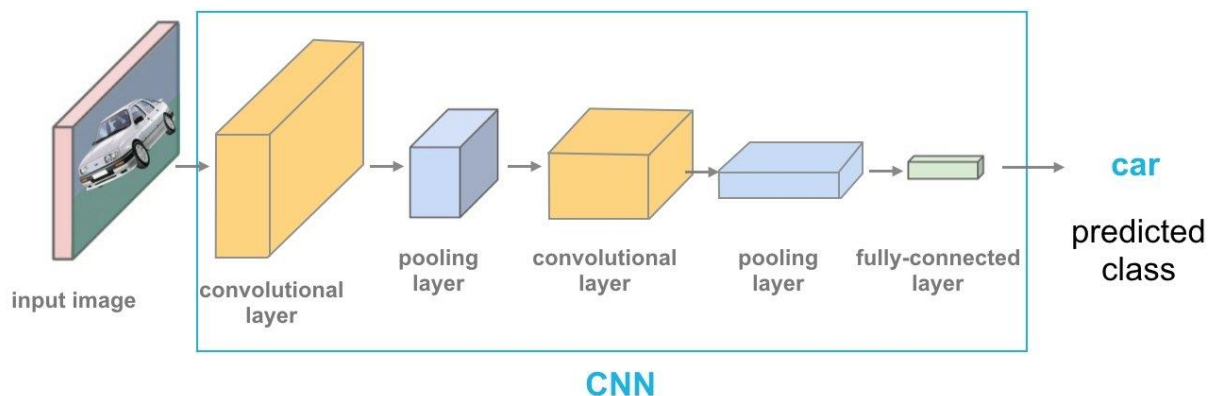 input image
convolutional
layer
pooling
layer
convolutional
layer
pooling
layer
fully-connected
layer
car
predicted
class
CNN